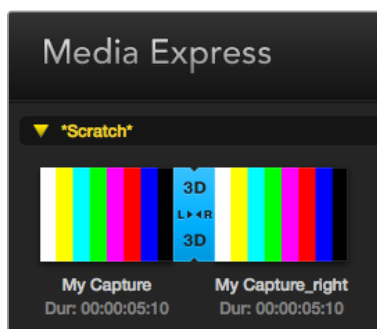 Media Express
*Scratch*
3D
L R
3D
My Capture My Capture_right
Dur: 00:00:05:10 Dur: 00:00:05:10